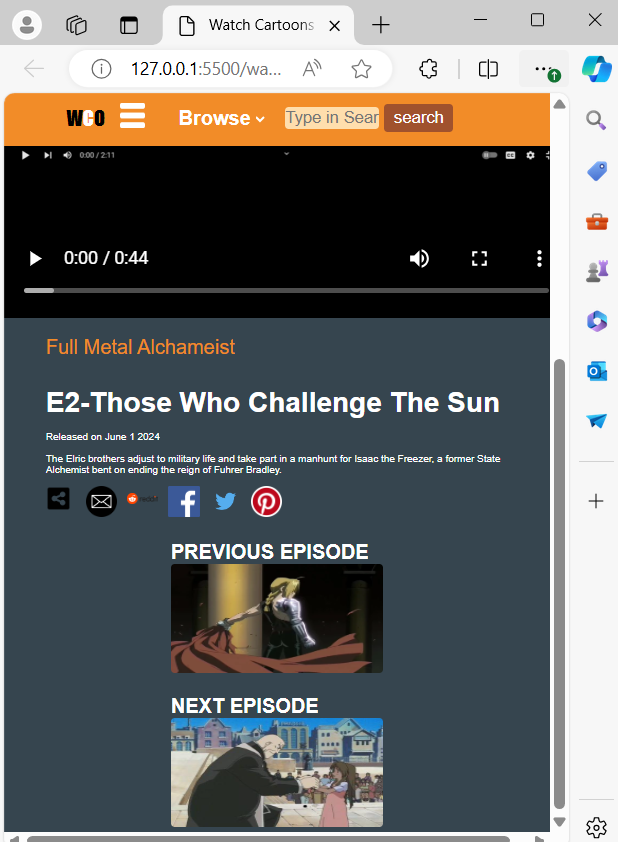 Watch Cartoons
127.0.0.1:5500/wa...
WCO
Browse
Type in Sear
search
0:00 / 2:11
0:00 / 0:44
Full Metal Alchameist
E2-Those Who Challenge The Sun
Released on June 1 2024
The Elric brothers adjust to military life and take part in a manhunt for Isaac the Freezer, a former State
Alchemist bent on ending the reign of Fuhrer Bradley.
PREVIOUS EPISODE
NEXT EPISODE